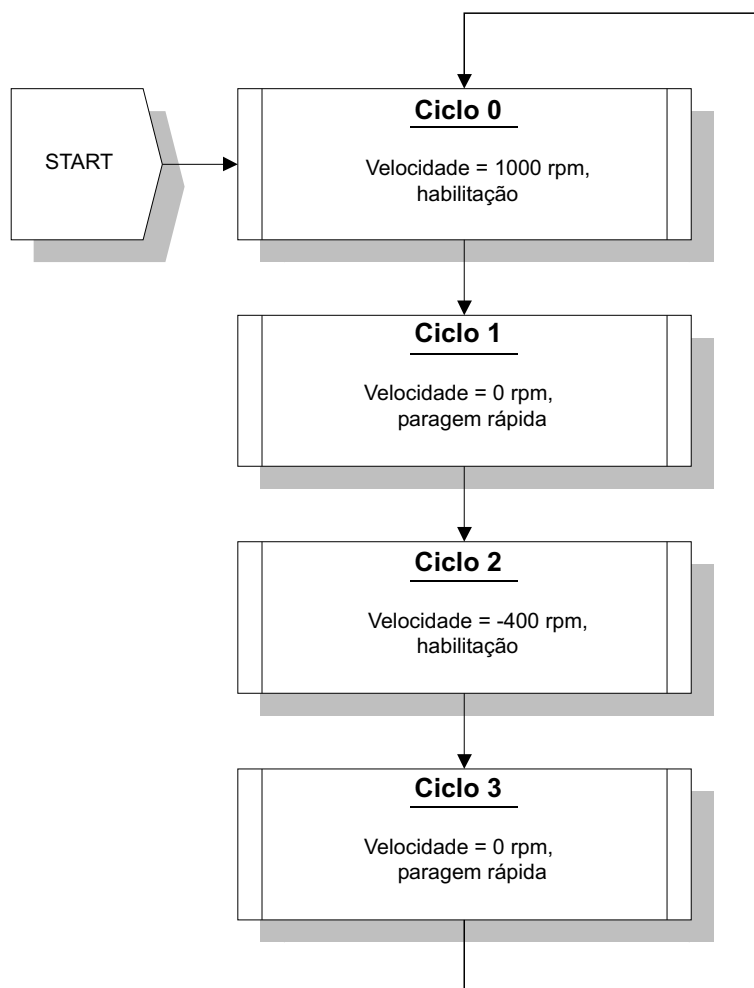 START
Ciclo 0
Velocidade = 1000 rpm,
habilitação
Ciclo 1
Velocidade = 0 rpm,
paragem rápida
Ciclo 2
Velocidade = -400 rpm,
habilitação
Ciclo 3
Velocidade = 0 rpm,
paragem rápida